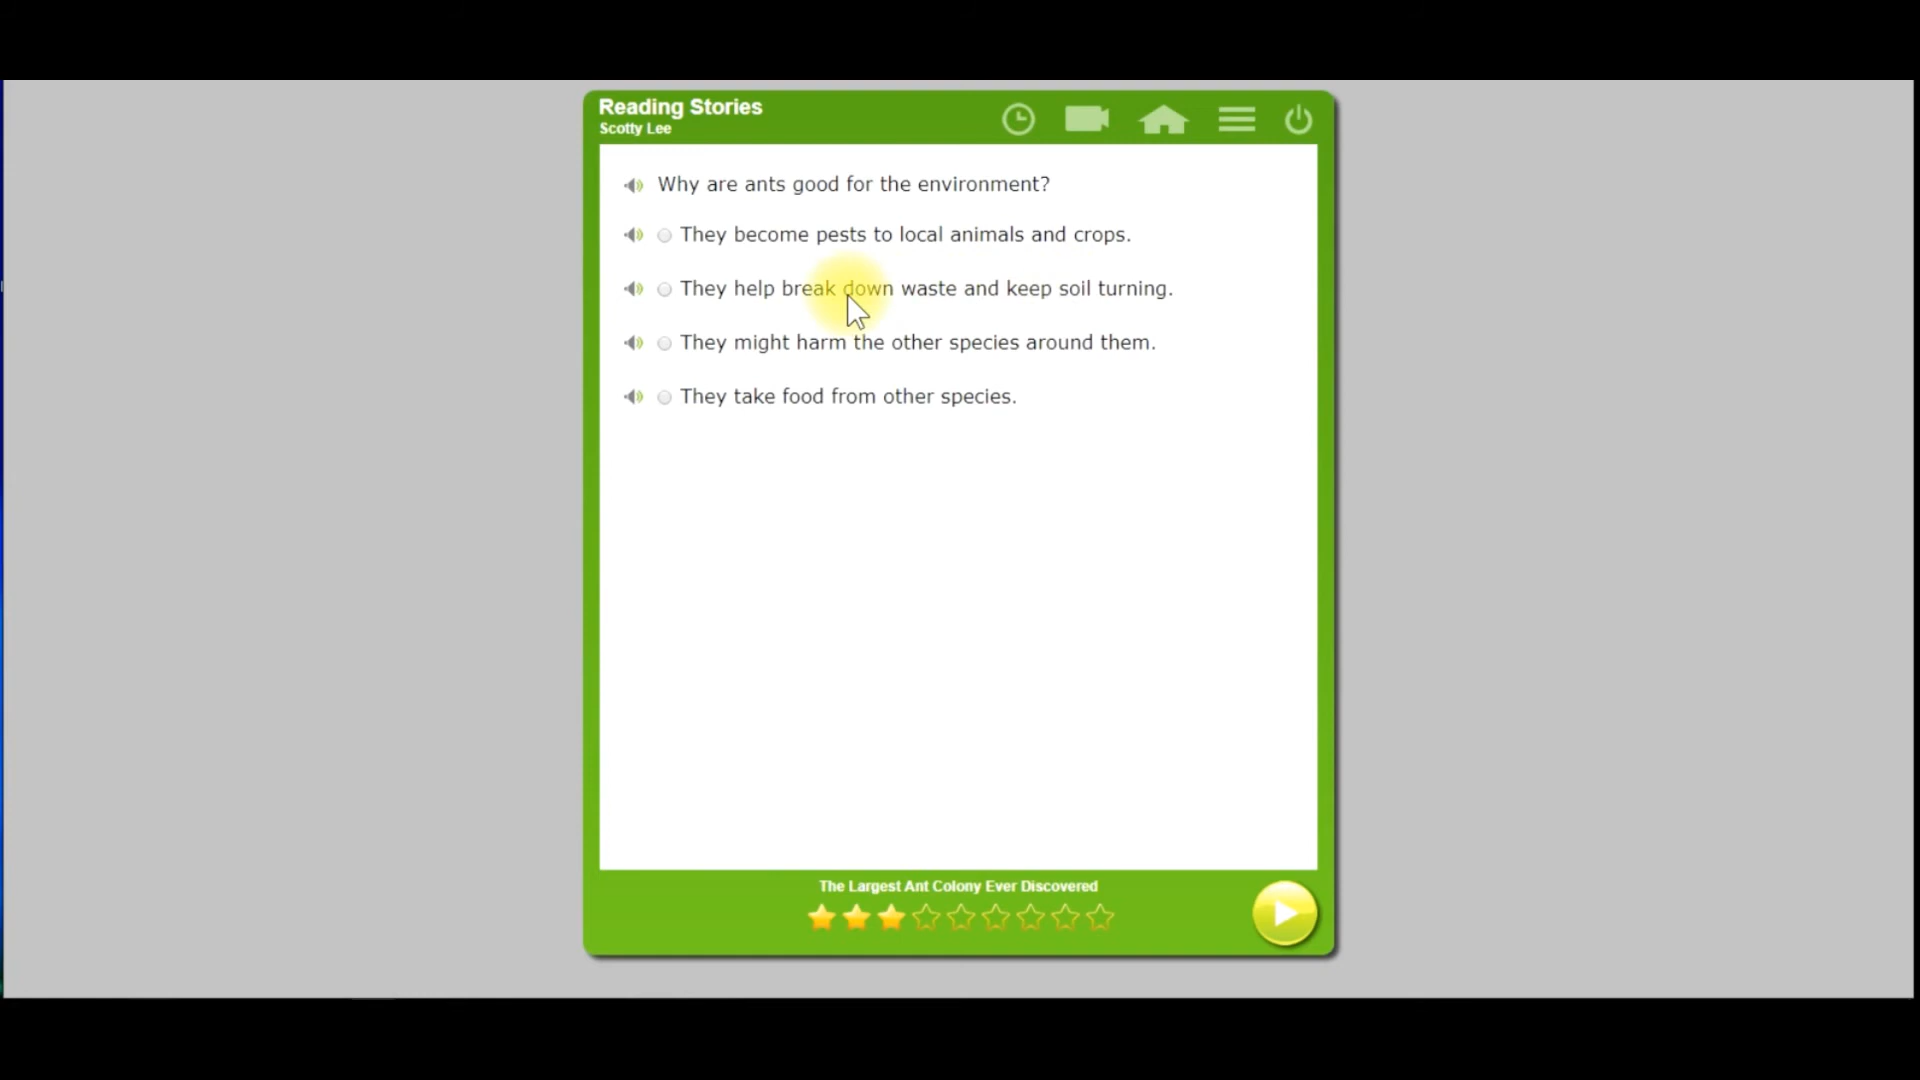 Reading Stories
Scotty Lee
Why are ants good for the environment?
They become pests to local animals and crops.
They help break down waste and keep soil turning.
They might harm the other species around them.
They take food from other species.
The Largest Ant Colony Ever Discovered